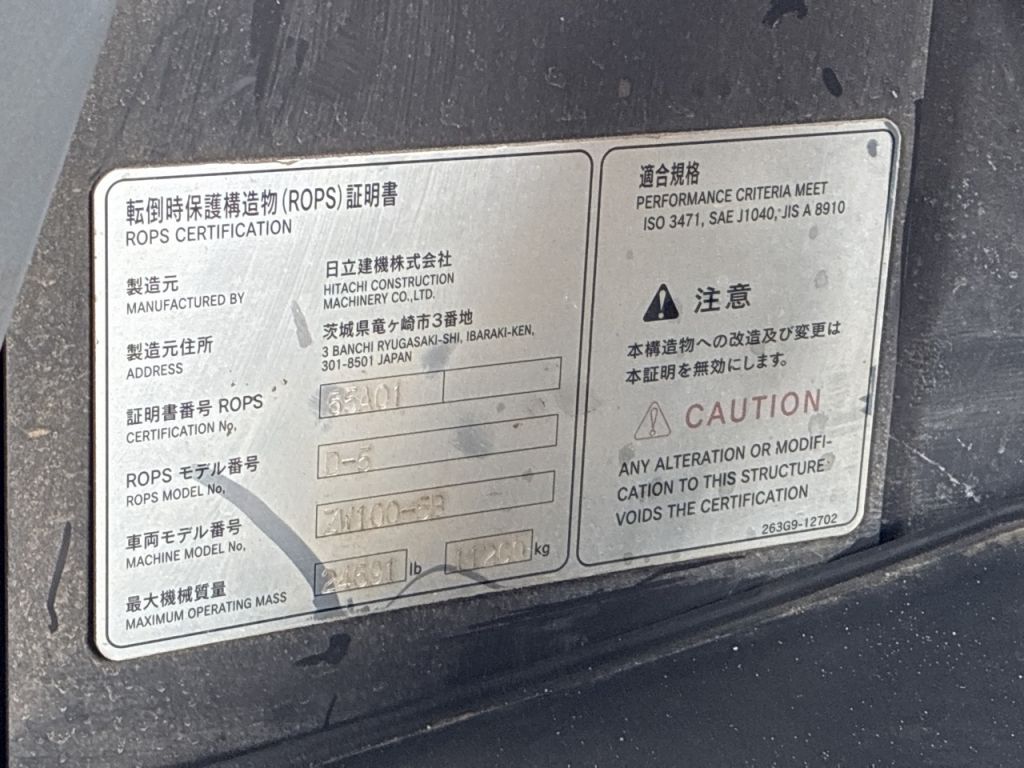 転倒時保護構造物(ROPS)証明書
ROPS CERTIFICATION
製造元
MANUFACTURED BY
日立建機株式会社
HITACHI CONSTRUCTION
MACHINERY CO.,LTD.
製造元住所
ADDRESS
茨城県竜ヶ崎市3番地
3 BANCHI RYUGASAKI-SHI, IBARAKI-KEN,
301-8501 JAPAN
証明書番号 ROPS
CERTIFICATION No.
55A01
ROPS モデル番号
ROPS MODEL No.
D-5
車両モデル番号
MACHINE MODEL No.
ZW100-5B
最大機械質量
MAXIMUM OPERATING MASS
24691 lb
11200 kg
適合規格
PERFORMANCE CRITERIA MEET
ISO 3471, SAE J1040, JIS A 8910
注意
本構造物への改造及び変更は
本証明を無効にします。
CAUTION
ANY ALTERATION OR MODIFI-
CATION TO THIS STRUCTURE
VOIDS THE CERTIFICATION
263G9-12702